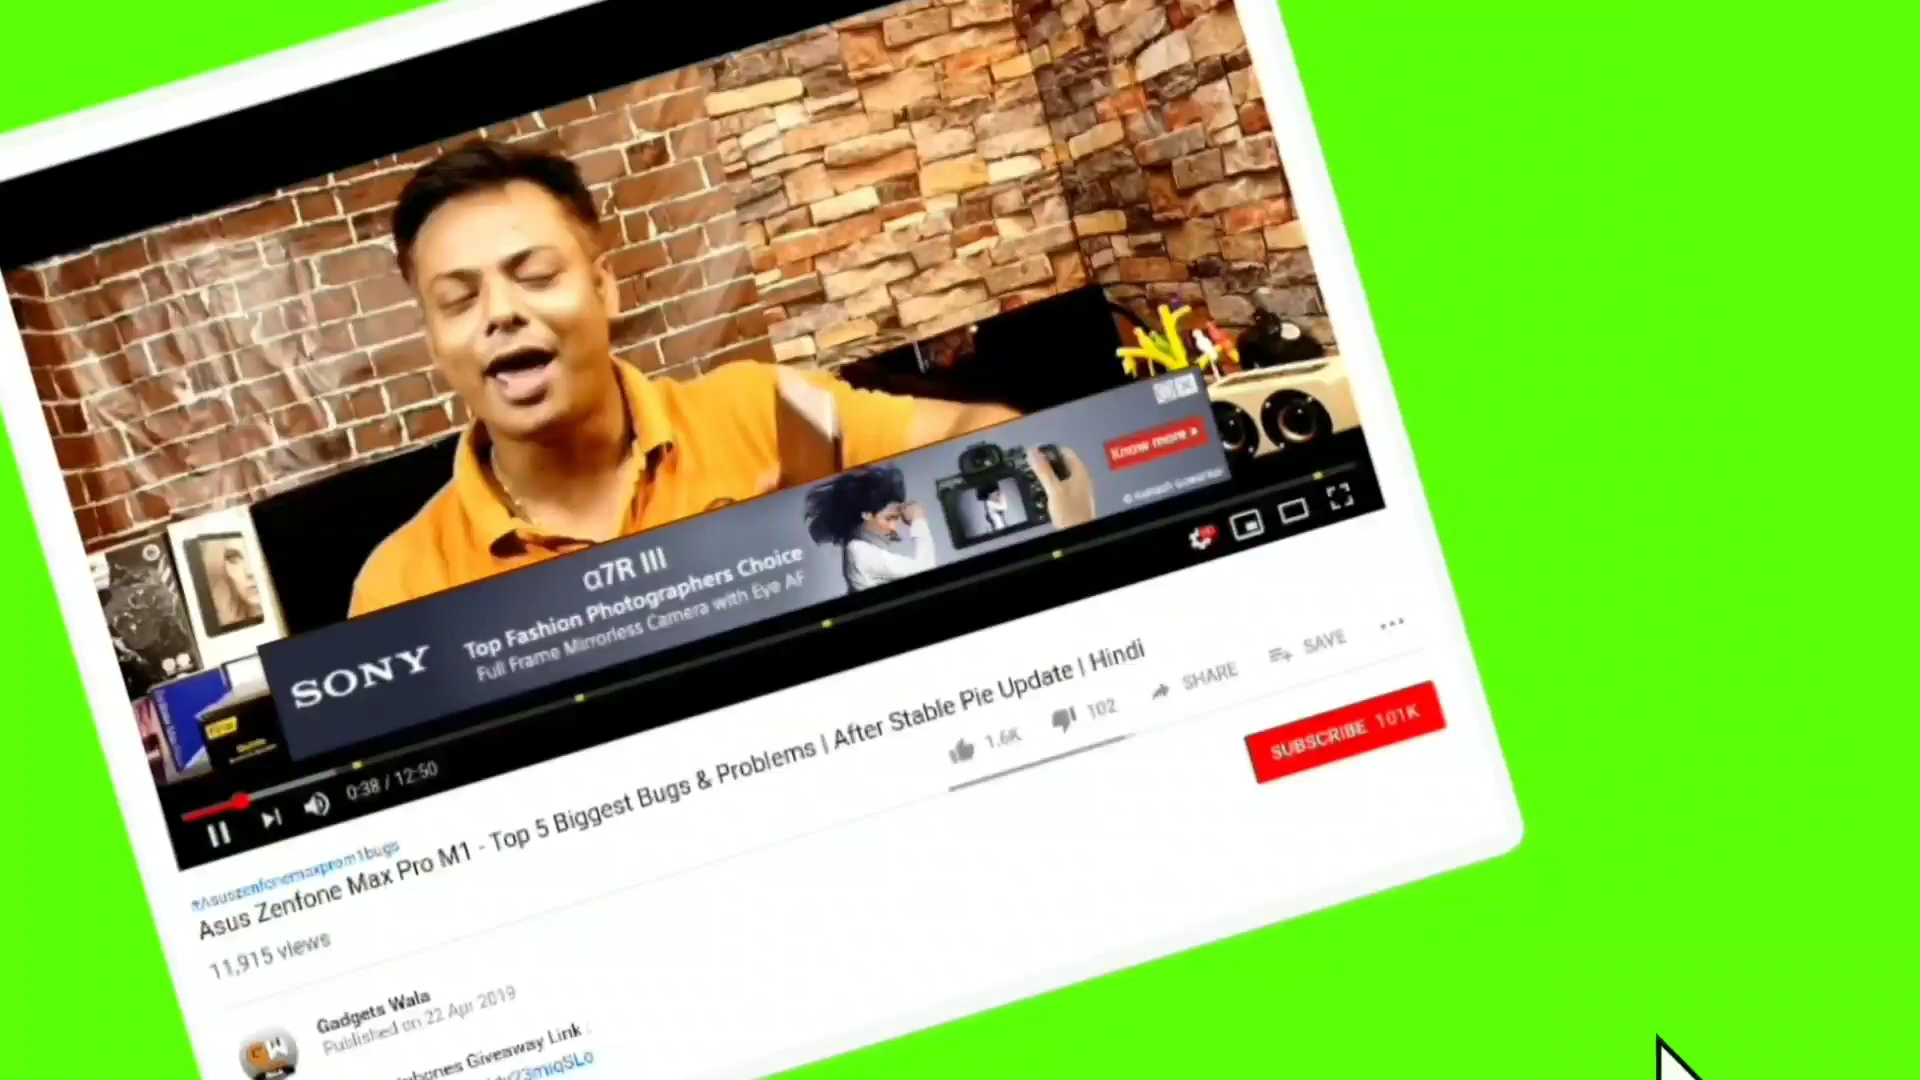 Know more »
α7R III
SONY
Top Fashion Photographers Choice
Full Frame Mirrorless Camera with Eye AF
0:38 / 12:50
#Asuszenfonemaxprom1bugs
Asus Zenfone Max Pro M1 - Top 5 Biggest Bugs & Problems | After Stable Pie Update | Hindi
11,915 views
1.6K
102
SHARE
SAVE
SUBSCRIBE 101K
Gadgets Wala
Published on 22 Apr 2019
Giveaway Link :